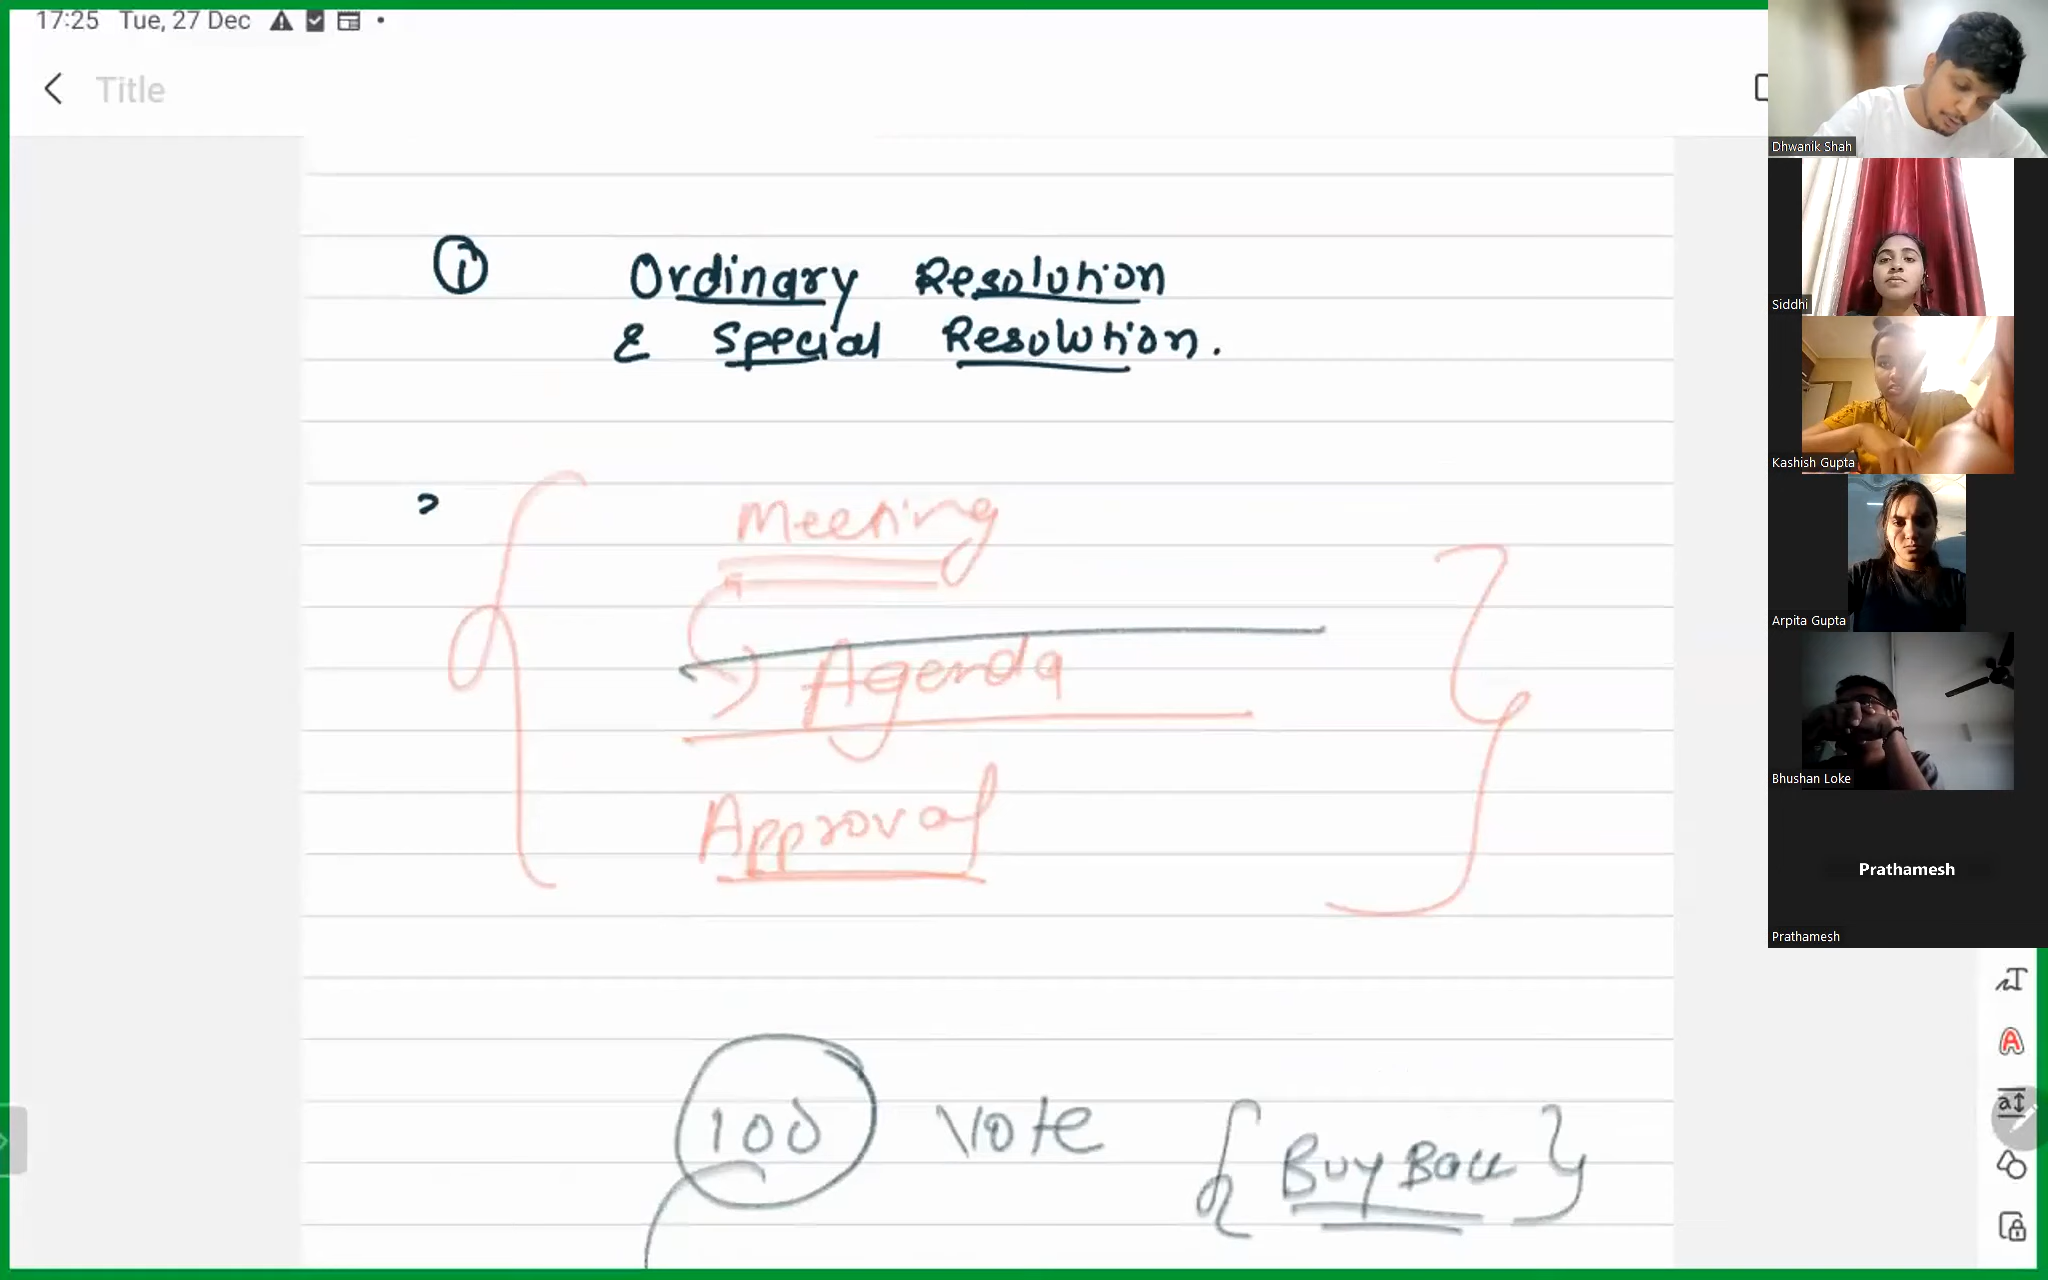 17:25 Tue, 27 Dec
Title
1 Ordinary Resolution
& Special Resolution.
Meeting
Agenda
Approval
100 Vote { Buy Back }
Dhwanik Shah
Siddhi
Kashish Gupta
Arpita Gupta
Bhushan Loke
Prathamesh
Prathamesh
T
A
a